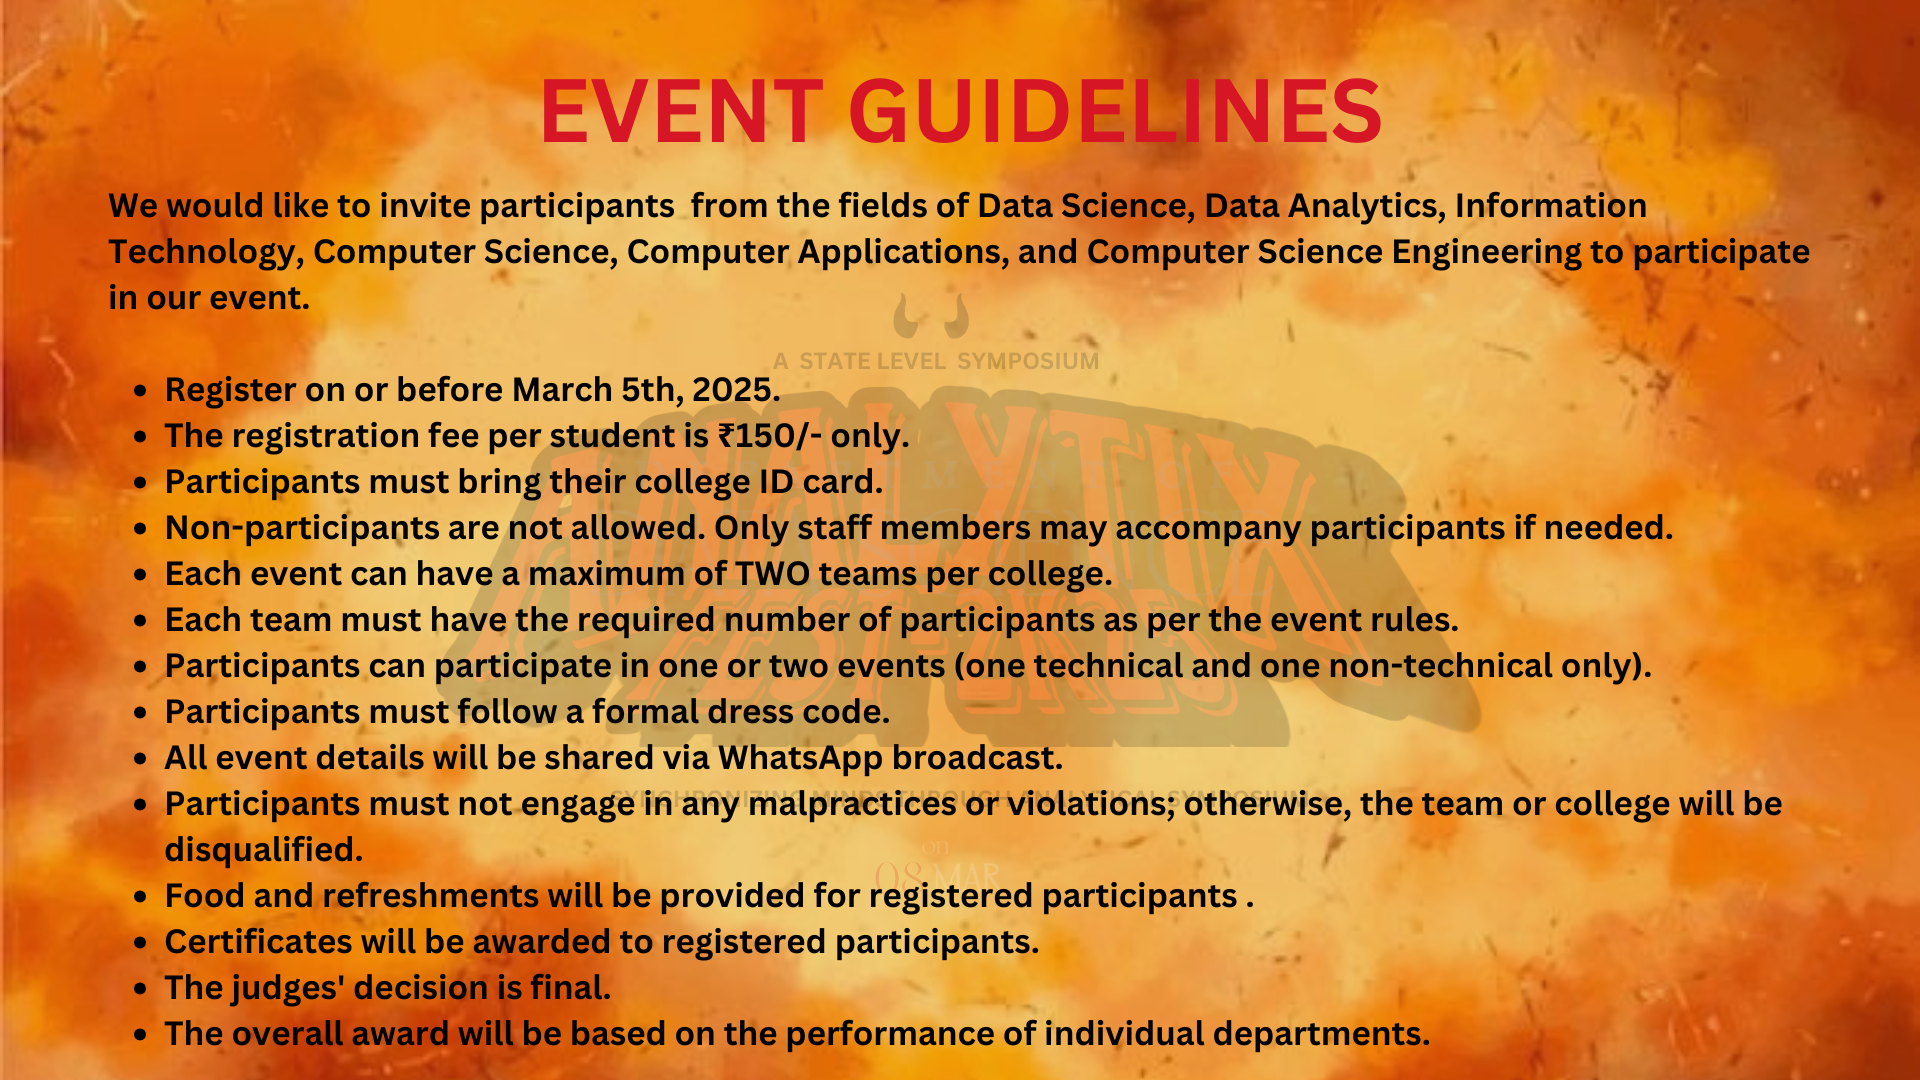 EVENT GUIDELINES
We would like to invite participants  from the fields of Data Science, Data Analytics, Information
Technology, Computer Science, Computer Applications, and Computer Science Engineering to participate
in our event.
A STATE LEVEL SYMPOSIUM
• Register on or before March 5th, 2025.
• The registration fee per student is ₹150/- only.
• Participants must bring their college ID card.
• Non-participants are not allowed. Only staff members may accompany participants if needed.
• Each event can have a maximum of TWO teams per college.
• Each team must have the required number of participants as per the event rules.
• Participants can participate in one or two events (one technical and one non-technical only).
• Participants must follow a formal dress code.
• All event details will be shared via WhatsApp broadcast.
• Participants must not engage in any malpractices or violations; otherwise, the team or college will be
disqualified.
• Food and refreshments will be provided for registered participants .
• Certificates will be awarded to registered participants.
• The judges' decision is final.
• The overall award will be based on the performance of individual departments.
ANALYTIX
SYNCHRONIZING MINDS THROUGH ANALYTICAL SYMPOSIUM
on
08 MAR